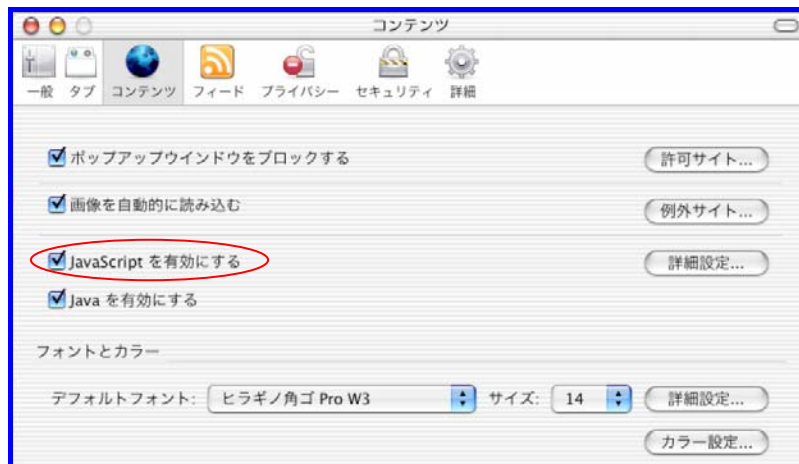 コンテンツ
一般 タブ コンテンツ フィード プライバシー セキュリティ 詳細
ポップアップウインドウをブロックする 許可サイト...
画像を自動的に読み込む 例外サイト...
JavaScript を有効にする 詳細設定...
Java を有効にする
フォントとカラー
デフォルトフォント: ヒラギノ角ゴ Pro W3 サイズ: 14 詳細設定...
カラー設定...